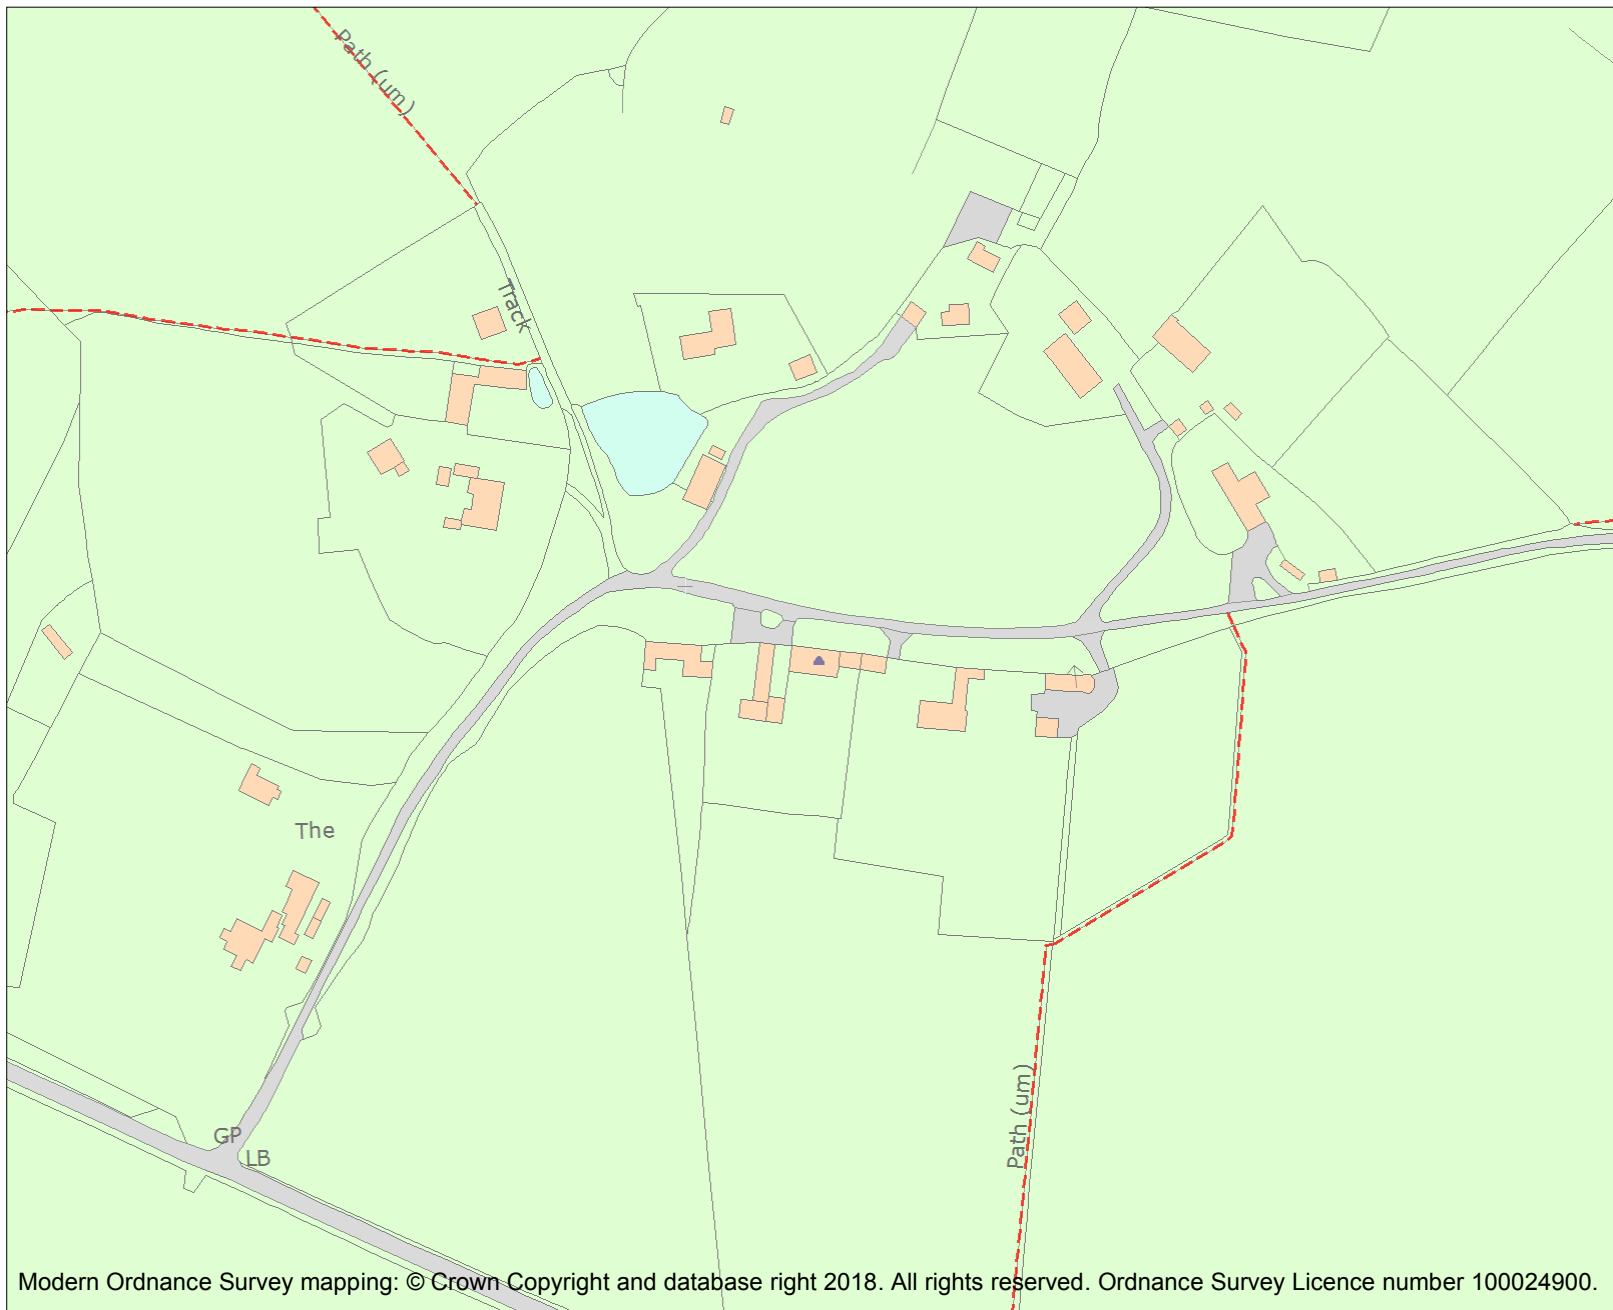 Path (um)
Track
The
Path (um)
GP
LB
Modern Ordnance Survey mapping: © Crown Copyright and database right 2018. All rights reserved. Ordnance Survey Licence number 100024900.